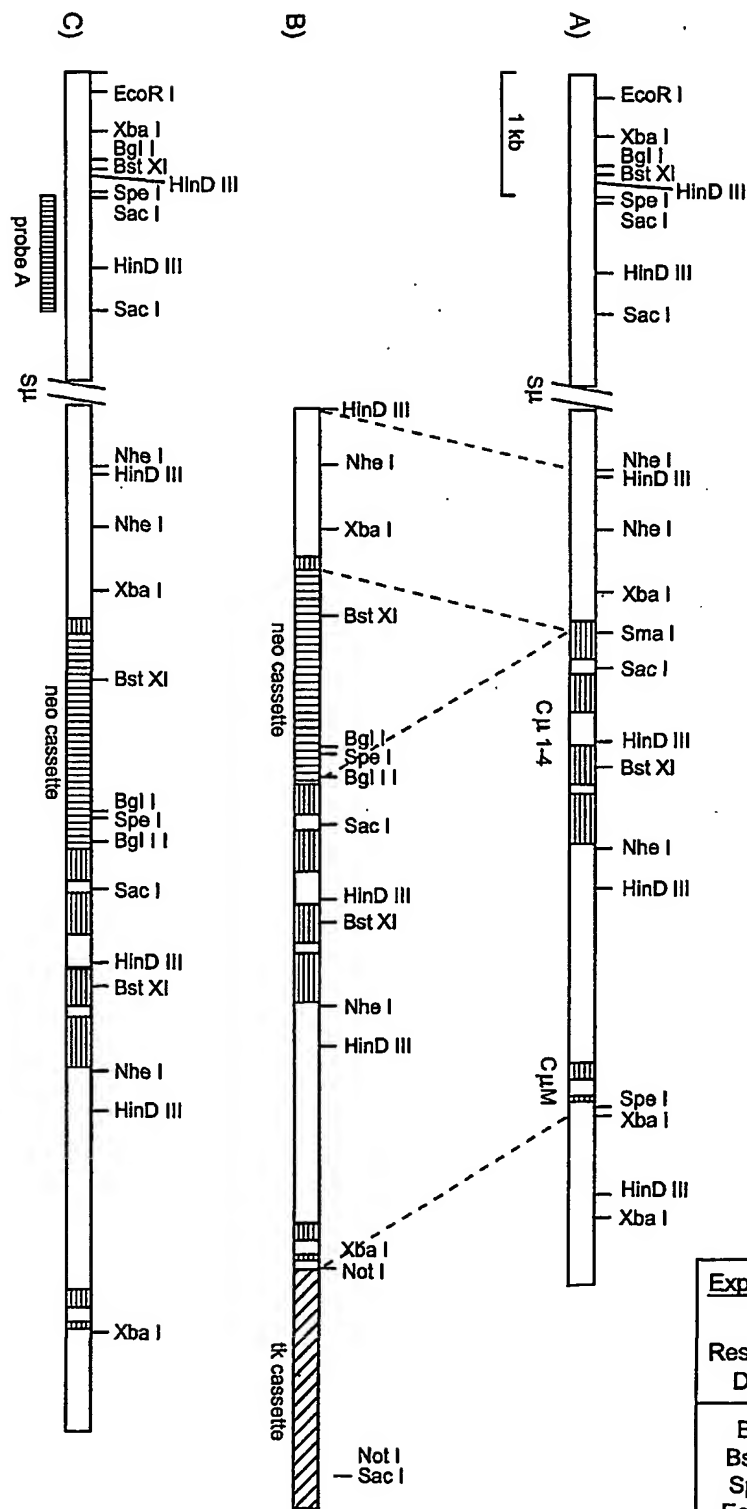 A)
EcoR I
Xba I
Bgl I
Bst XI
HinD III
Spe I
Sac I
HinD III
Sac I
1 kb
Sμ
Nhe I
HinD III
Nhe I
Xba I
Sma I
Sac I
HinD III
Bst XI
Nhe I
HinD III
Cμ 1-4
CμM
Spe I
Xba I
HinD III
Xba I
B)
HinD III
Nhe I
Xba I
Bst XI
neo cassette
Bgl I
Spe I
Bgl I I
Sac I
HinD III
Bst XI
Nhe I
HinD III
Xba I
Not I
tk cassette
Not I
Sac I
C)
EcoR I
Xba I
Bgl I
Bst XI
HinD III
Spe I
Sac I
HinD III
Sac I
probe A
Sμ
Nhe I
HinD III
Nhe I
Xba I
Bst XI
neo cassette
Bgl I
Spe I
Bgl I I
Sac I
HinD III
Bst XI
Nhe I
HinD III
Xba I
Exp
Res
D
B
Bs
Sp